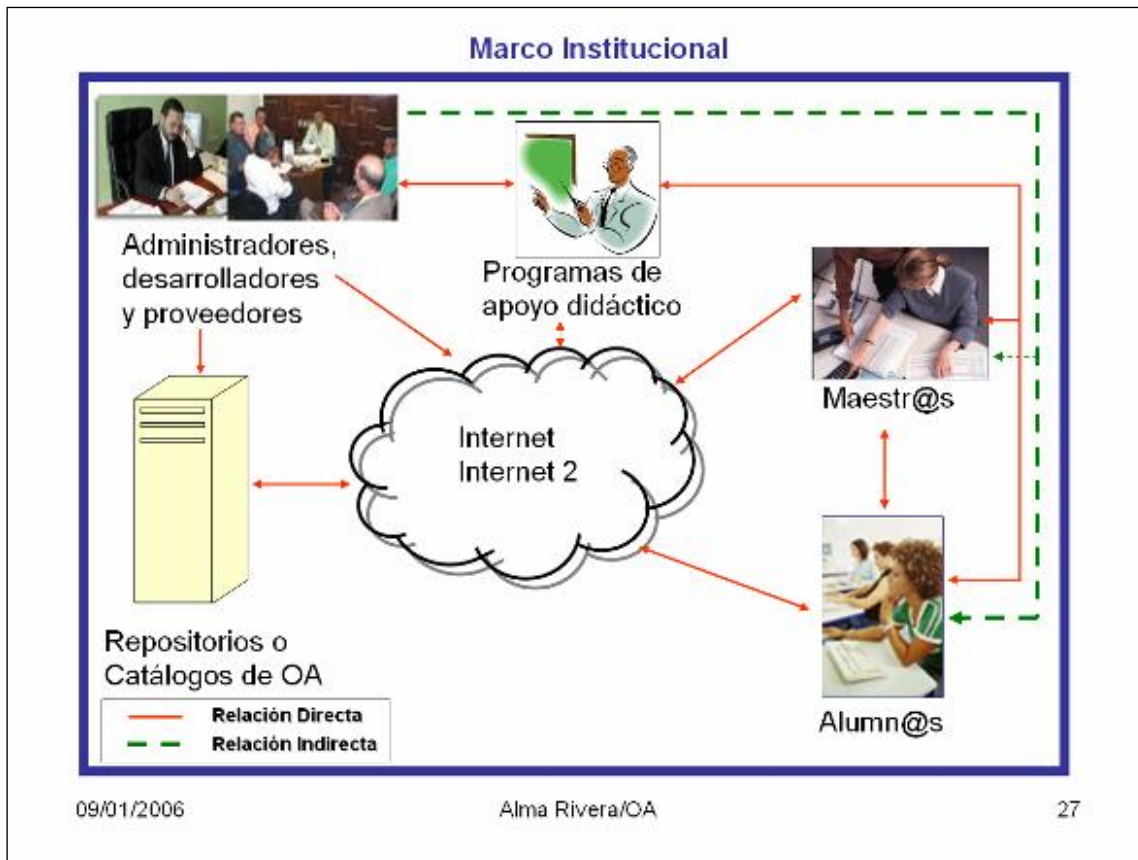 Marco Institucional
Administradores,
desarrolladores
y proveedores
Programas de
apoyo didáctico
Maestr@s
Internet
Internet 2
Alumn@s
Repositorios o
Catálogos de OA
Relación Directa
Relación Indirecta
09/01/2006
Alma Rivera/OA
27